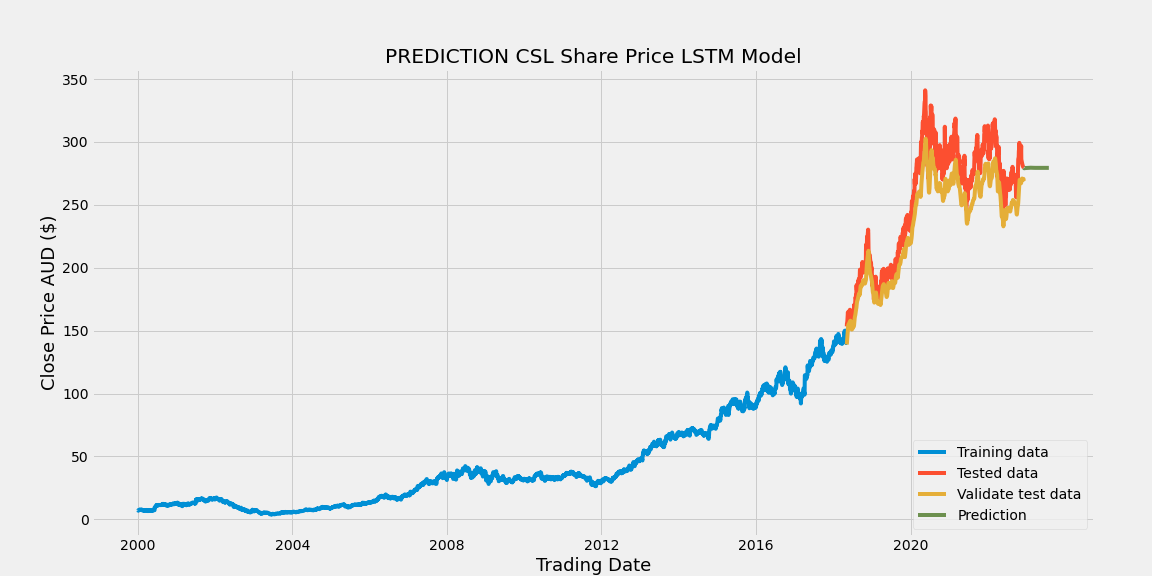 PREDICTION CSL Share Price LSTM Model
350
300
250
200
150
100
50
0
Close Price AUD ($)
2000 2004 2008 2012 2016 2020
Trading Date
Training data
Tested data
Validate test data
Prediction